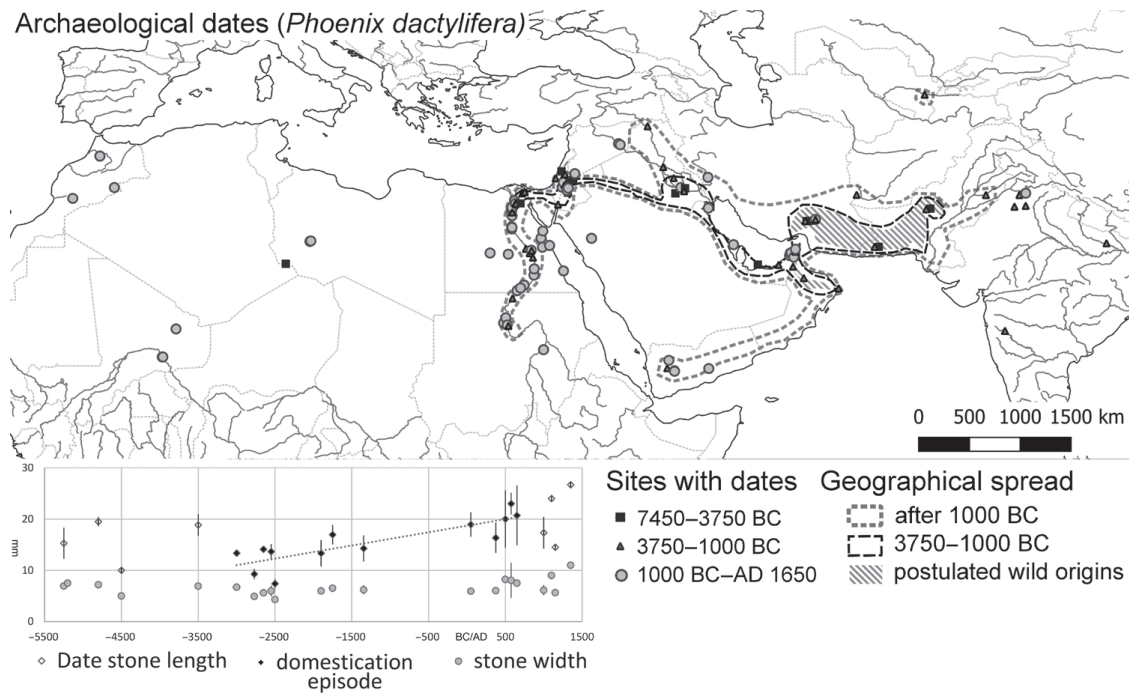 Archaeological dates (Phoenix dactylifera)
0 500 1000 1500 km
30
20
mm
10
0
−5500 −4500 −3500 −2500 −1500 −500 BC/AD 500 1500
Date stone length domestication episode stone width
Sites with dates
7450–3750 BC
3750–1000 BC
1000 BC–AD 1650
Geographical spread
after 1000 BC
3750–1000 BC
postulated wild origins